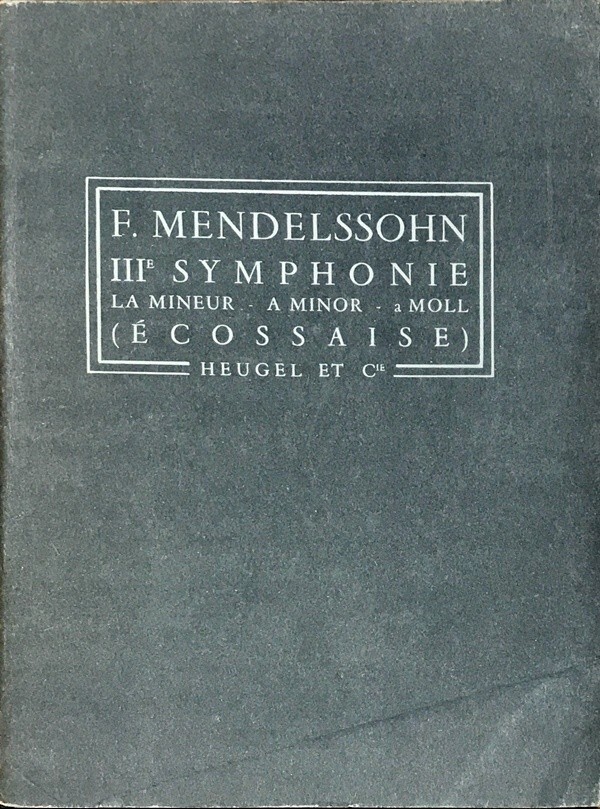 F. MENDELSSOHN
IIIE SYMPHONIE
LA MINEUR - A MINOR - a MOLL
(ÉCOSSAISE)
HEUGEL ET CIE